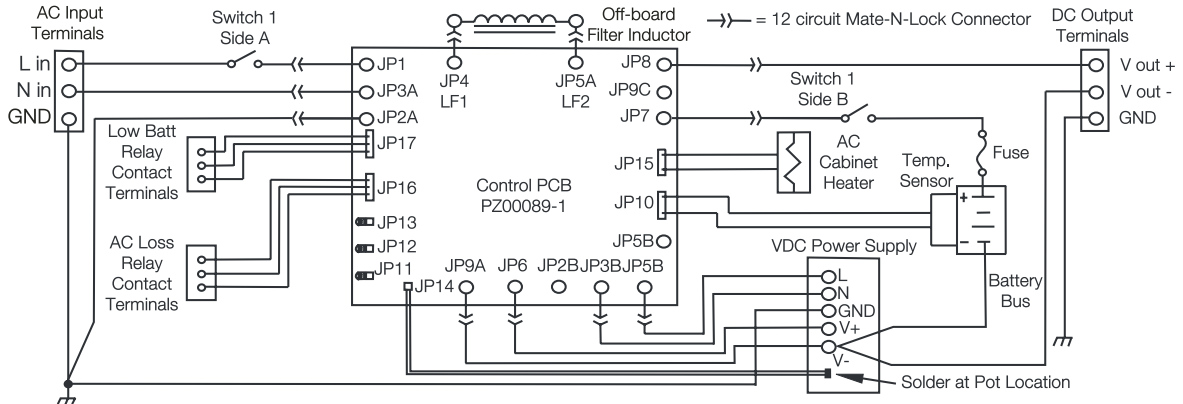 AC Input
Terminals
Switch 1
Side A
Off-board
Filter Inductor
= 12 circuit Mate-N-Lock Connector
DC Output
Terminals
L in
N in
GND
JP1
JP3A
JP2A
JP17
JP16
JP13
JP12
JP11
JP14
JP4
LF1
JP5A
LF2
JP8
JP9C
JP7
JP15
JP10
JP5B
Control PCB
PZ00089-1
JP9A
JP6
JP2B
JP3B
JP5B
Low Batt
Relay
Contact
Terminals
AC Loss
Relay
Contact
Terminals
Switch 1
Side B
V out +
V out -
GND
AC
Cabinet
Heater
Temp.
Sensor
Fuse
+
-
Battery
Bus
VDC Power Supply
L
N
GND
V+
V-
Solder at Pot Location